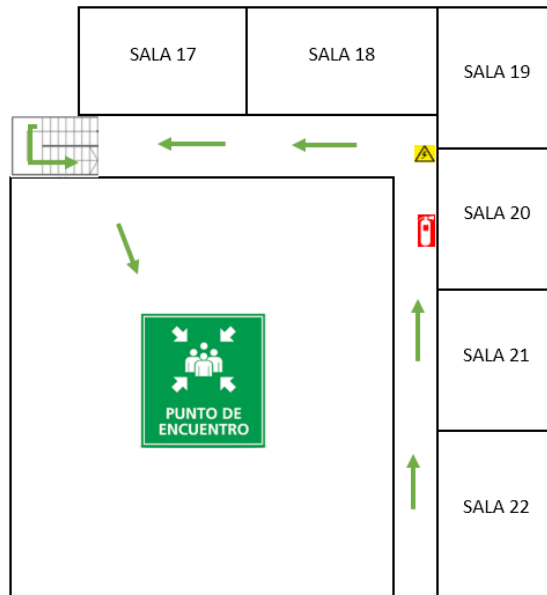 SALA 17
SALA 18
SALA 19
SALA 20
SALA 21
PUNTO DE
ENCUENTRO
SALA 22